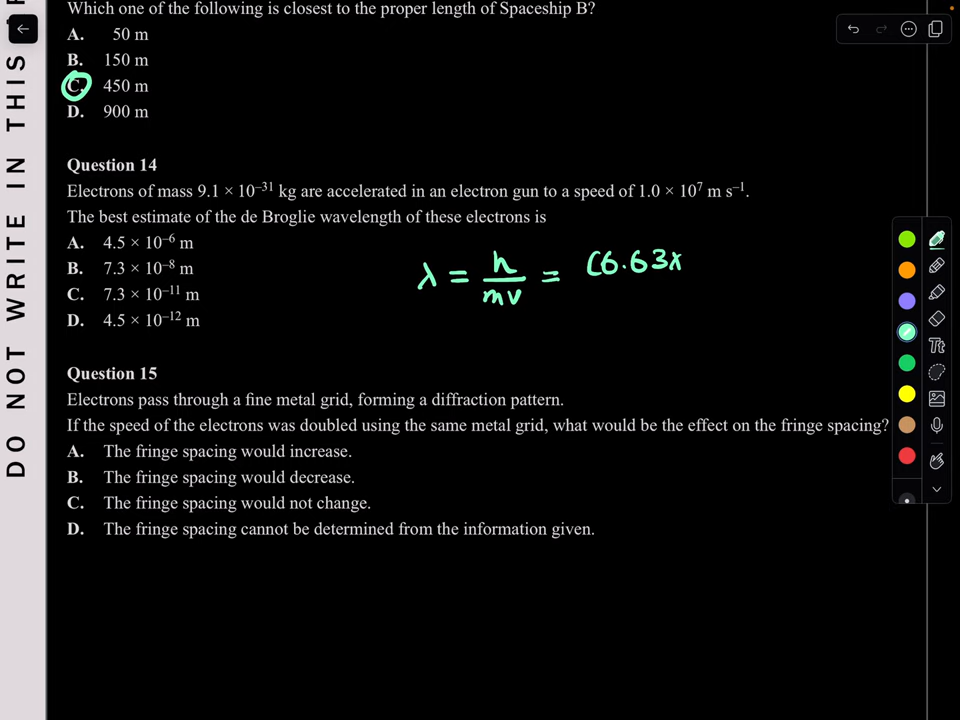 DO NOT WRITE IN THIS
Which one of the following is closest to the proper length of Spaceship B?
A. 50 m
B. 150 m
C. 450 m
D. 900 m
Question 14
Electrons of mass 9.1 × 10⁻³¹ kg are accelerated in an electron gun to a speed of 1.0 × 10⁷ m s⁻¹.
The best estimate of the de Broglie wavelength of these electrons is
A. 4.5 × 10⁻⁶ m
B. 7.3 × 10⁻⁸ m
C. 7.3 × 10⁻¹¹ m
D. 4.5 × 10⁻¹² m
λ = h/mv = (6.63x
Question 15
Electrons pass through a fine metal grid, forming a diffraction pattern.
If the speed of the electrons was doubled using the same metal grid, what would be the effect on the fringe spacing?
A. The fringe spacing would increase.
B. The fringe spacing would decrease.
C. The fringe spacing would not change.
D. The fringe spacing cannot be determined from the information given.
Tt